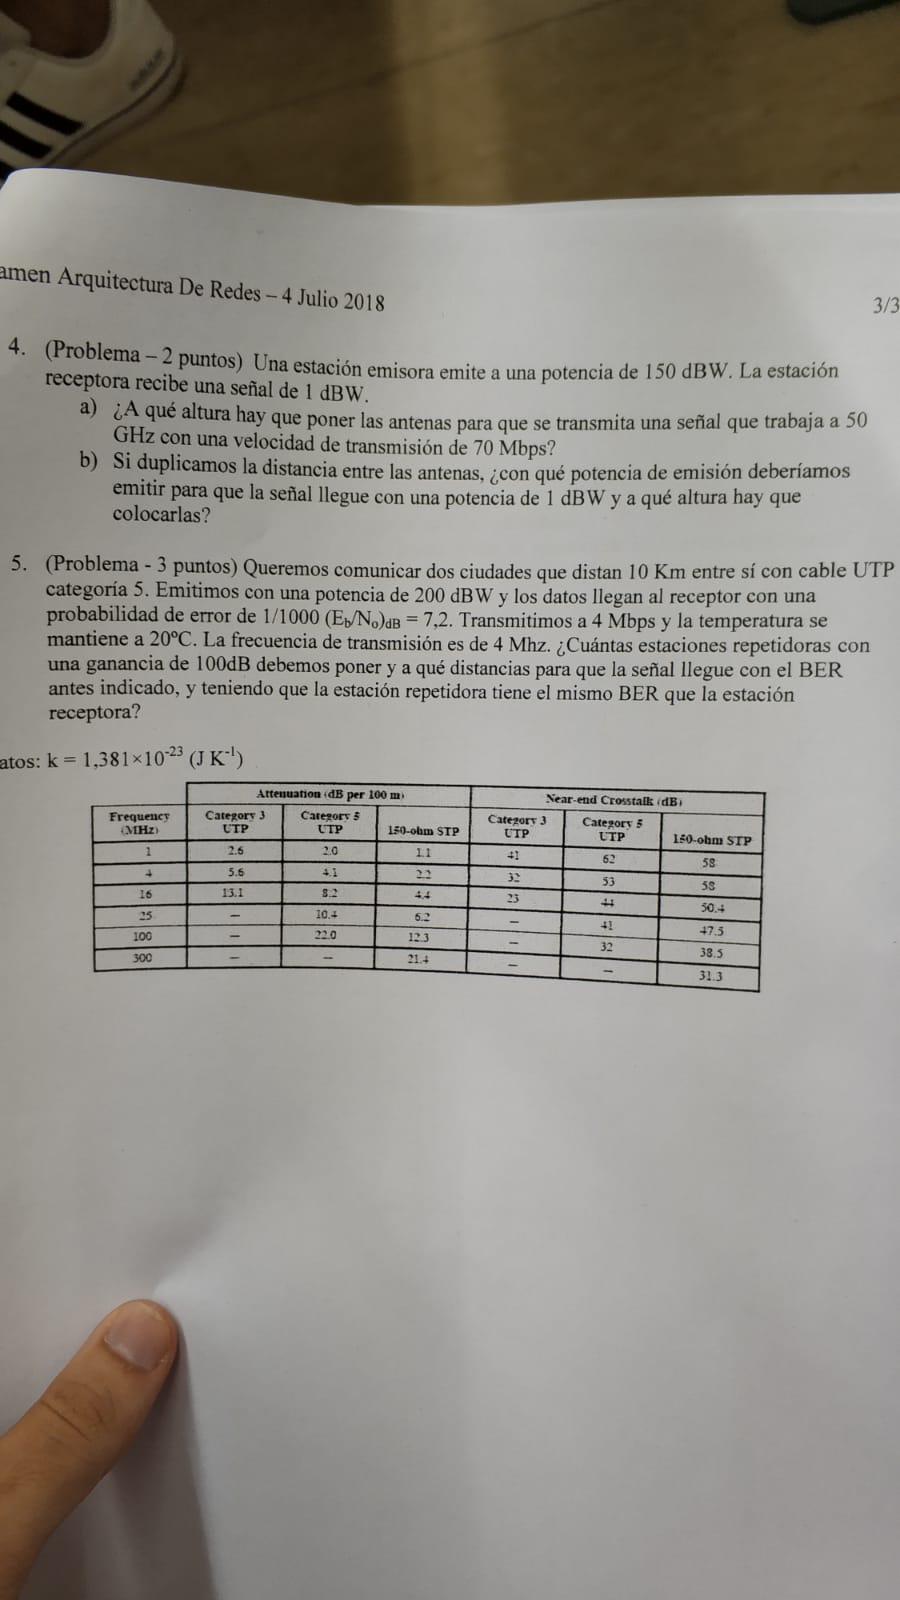 amen Arquitectura De Redes – 4 Julio 2018
3/3
4. (Problema – 2 puntos) Una estación emisora emite a una potencia de 150 dBW. La estación
receptora recibe una señal de 1 dBW.
a) ¿A qué altura hay que poner las antenas para que se transmita una señal que trabaja a 50
GHz con una velocidad de transmisión de 70 Mbps?
b) Si duplicamos la distancia entre las antenas, ¿con qué potencia de emisión deberíamos
emitir para que la señal llegue con una potencia de 1 dBW y a qué altura hay que
colocarlas?
5. (Problema - 3 puntos) Queremos comunicar dos ciudades que distan 10 Km entre sí con cable UTP
categoría 5. Emitimos con una potencia de 200 dBW y los datos llegan al receptor con una
probabilidad de error de 1/1000 (Eb/No)dB = 7,2. Transmitimos a 4 Mbps y la temperatura se
mantiene a 20ºC. La frecuencia de transmisión es de 4 Mhz. ¿Cuántas estaciones repetidoras con
una ganancia de 100dB debemos poner y a qué distancias para que la señal llegue con el BER
antes indicado, y teniendo que la estación repetidora tiene el mismo BER que la estación
receptora?
atos: k = 1,381×10⁻²³ (J K⁻¹)
Attenuation (dB per 100 m) Near-end Crosstalk (dB)
Frequency (MHz) Category 3 UTP Category 5 UTP 150-ohm STP Category 3 UTP Category 5 UTP 150-ohm STP
1 2.6 2.0 1.1 41 62 58
4 5.6 4.1 2.2 32 53 58
16 13.1 8.2 4.4 23 44 50.4
25 – 10.4 6.2 – 41 47.5
100 – 22.0 12.3 – 32 38.5
300 – – 21.4 – – 31.3